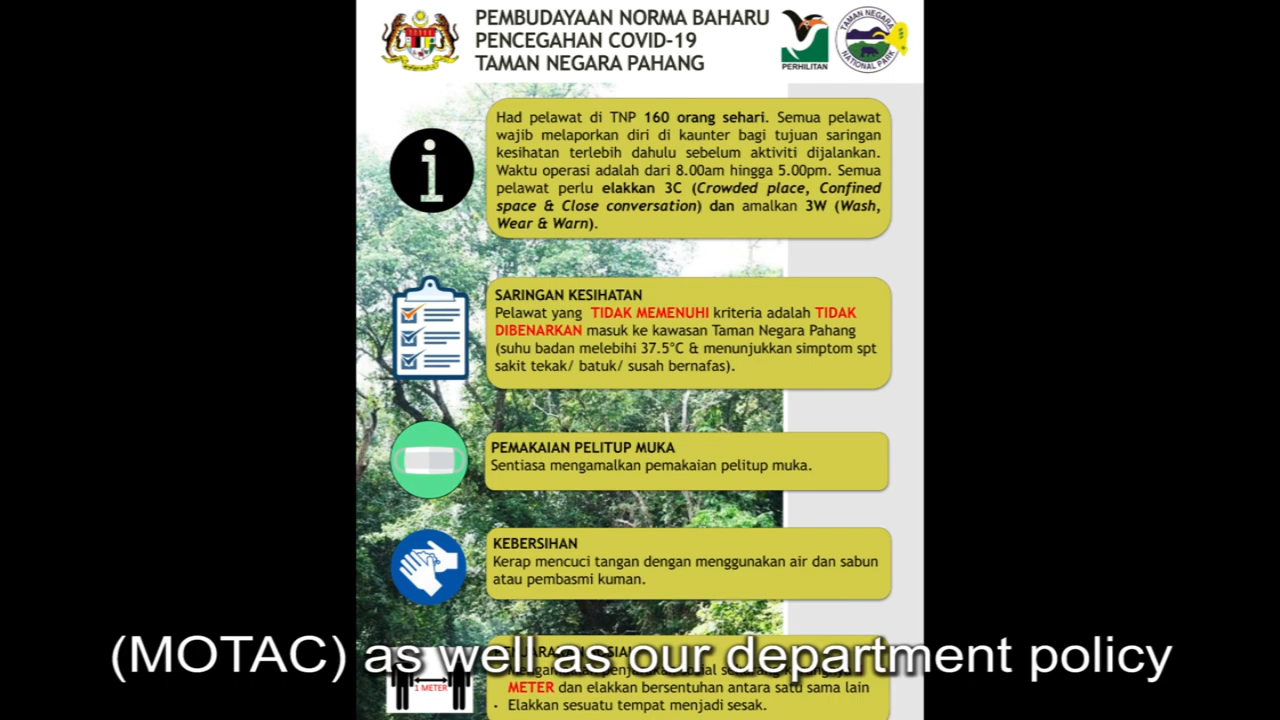 PEMBUDAYAAN NORMA BAHARU
PENCEGAHAN COVID-19
TAMAN NEGARA PAHANG
PERHILITAN
TAMAN NEGARA
NATIONAL PARK
Had pelawat di TNP 160 orang sehari. Semua pelawat
wajib melaporkan diri di kaunter bagi tujuan saringan
kesihatan terlebih dahulu sebelum aktiviti dijalankan.
Waktu operasi adalah dari 8.00am hingga 5.00pm. Semua
pelawat perlu elakkan 3C (Crowded place, Confined
space & Close conversation) dan amalkan 3W (Wash,
Wear & Warn).
SARINGAN KESIHATAN
Pelawat yang TIDAK MEMENUHI kriteria adalah TIDAK
DIBENARKAN masuk ke kawasan Taman Negara Pahang
(suhu badan melebihi 37.5°C & menunjukkan simptom spt
sakit tekak/ batuk/ susah bernafas).
PEMAKAIAN PELITUP MUKA
Sentiasa mengamalkan pemakaian pelitup muka.
KEBERSIHAN
Kerap mencuci tangan dengan menggunakan air dan sabun
atau pembasmi kuman.
(MOTAC) as well as our department policy
1 METER
METER dan elakkan bersentuhan antara satu sama lain
· Elakkan sesuatu tempat menjadi sesak.